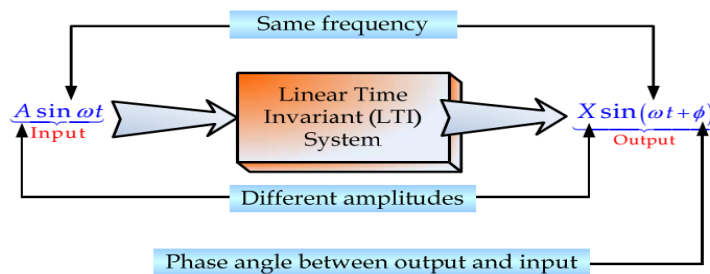 Same frequency
A sin ωt
Input
Linear Time
Invariant (LTI)
System
X sin(ωt+ϕ)
Output
Different amplitudes
Phase angle between output and input